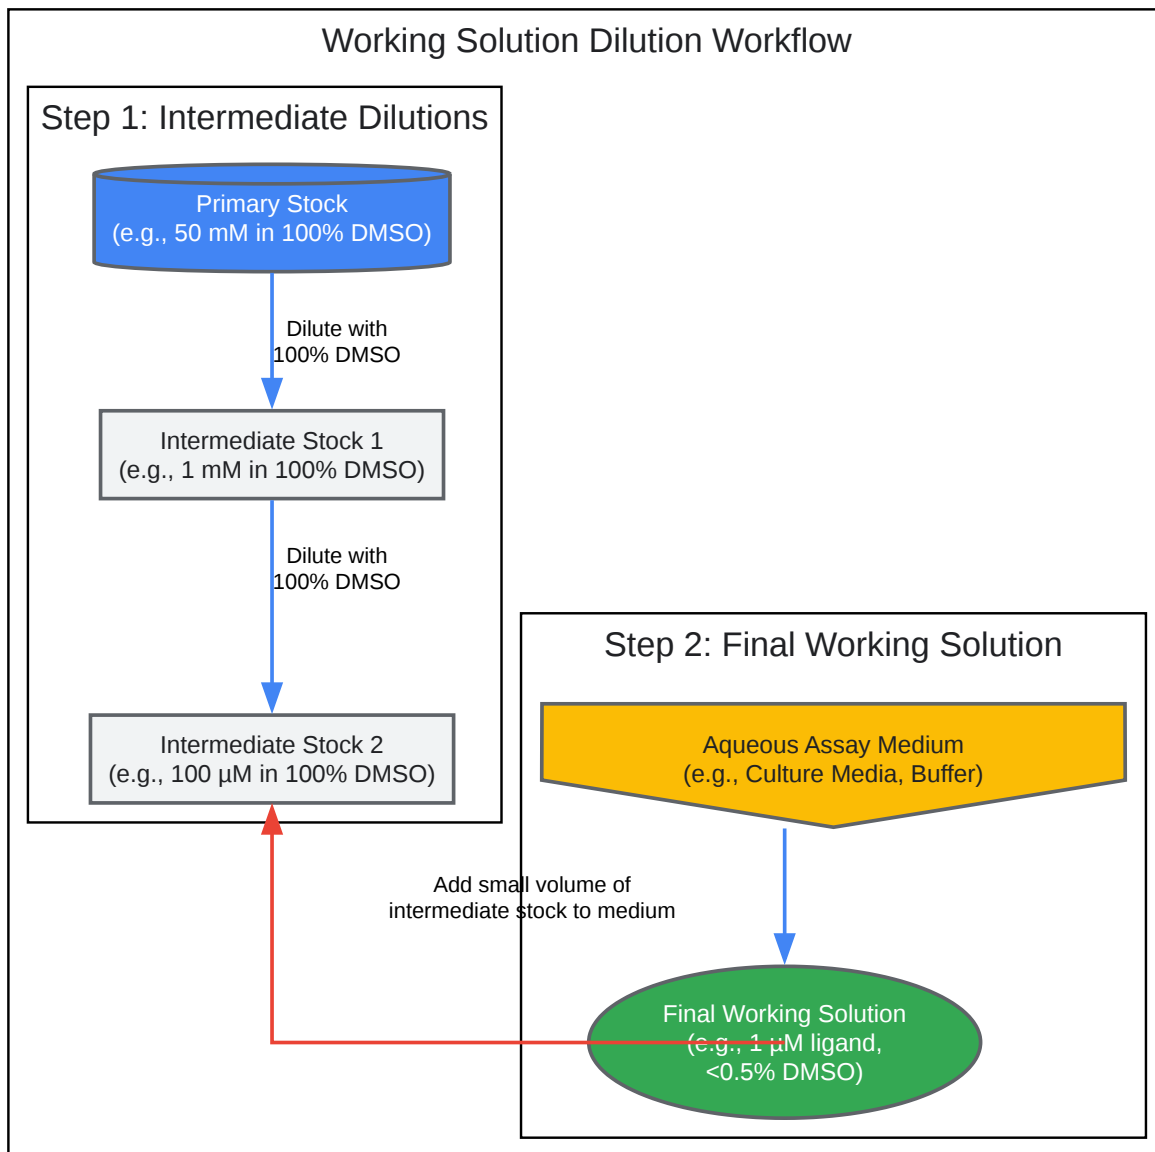 Working Solution Dilution Workflow
Step 1: Intermediate Dilutions
Primary Stock
(e.g., 50 mM in 100% DMSO)
Dilute with
100% DMSO
Intermediate Stock 1
(e.g., 1 mM in 100% DMSO)
Dilute with
100% DMSO
Intermediate Stock 2
(e.g., 100 µM in 100% DMSO)
Step 2: Final Working Solution
Aqueous Assay Medium
(e.g., Culture Media, Buffer)
Add small volume of
intermediate stock to medium
Final Working Solution
(e.g., 1 µM ligand,
<0.5% DMSO)